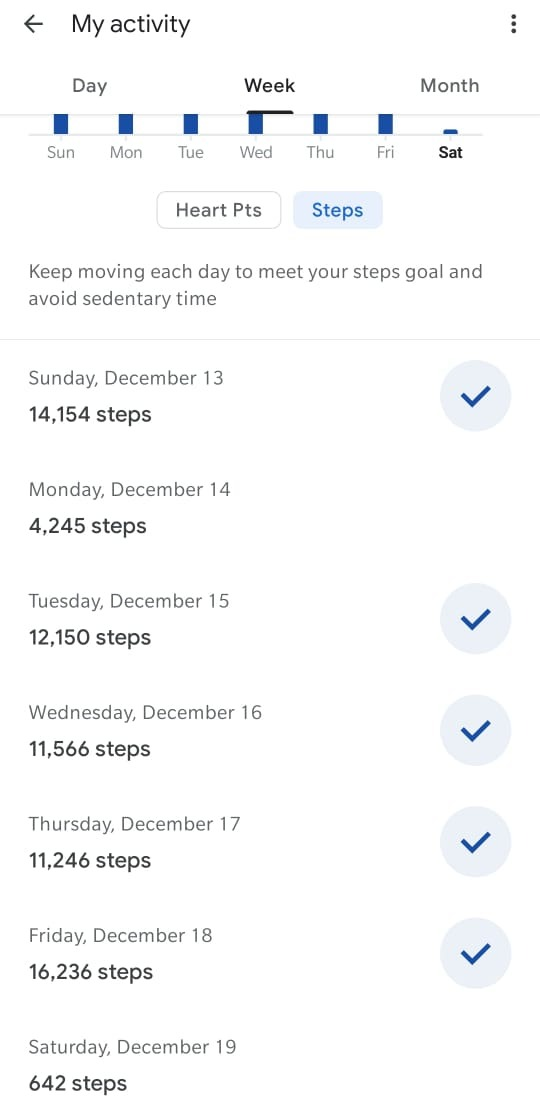 My activity
Day Week Month
Sun Mon Tue Wed Thu Fri Sat
Heart Pts Steps
Keep moving each day to meet your steps goal and
avoid sedentary time
Sunday, December 13
14,154 steps
Monday, December 14
4,245 steps
Tuesday, December 15
12,150 steps
Wednesday, December 16
11,566 steps
Thursday, December 17
11,246 steps
Friday, December 18
16,236 steps
Saturday, December 19
642 steps